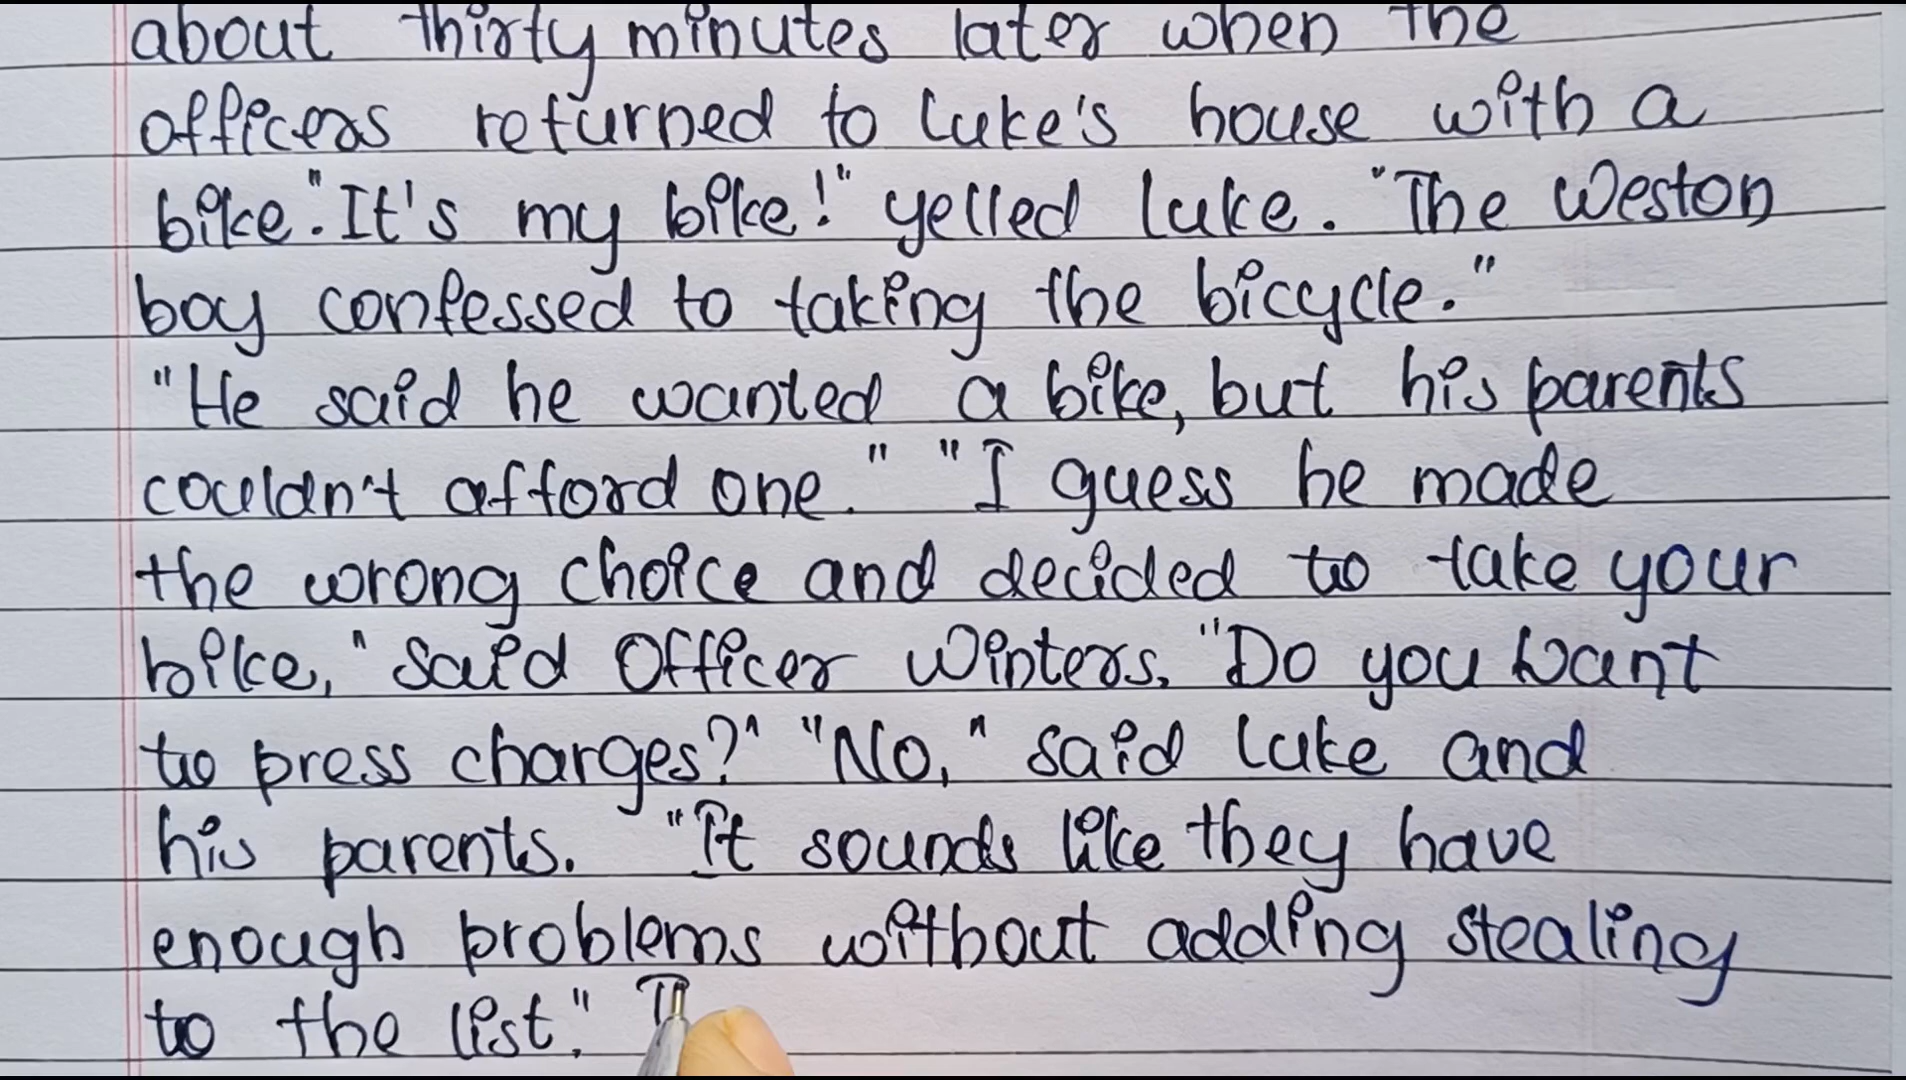 about thirty minutes later when the
officers returned to Luke's house with a
bike. "It's my bike!" yelled Luke. "The Weston
boy confessed to taking the bicycle."
"He said he wanted a bike, but his parents
couldn't afford one." "I guess he made
the wrong choice and decided to take your
bike," said Officer Winters. "Do you want
to press charges?" "No," said Luke and
his parents. "It sounds like they have
enough problems without adding stealing
to the list."